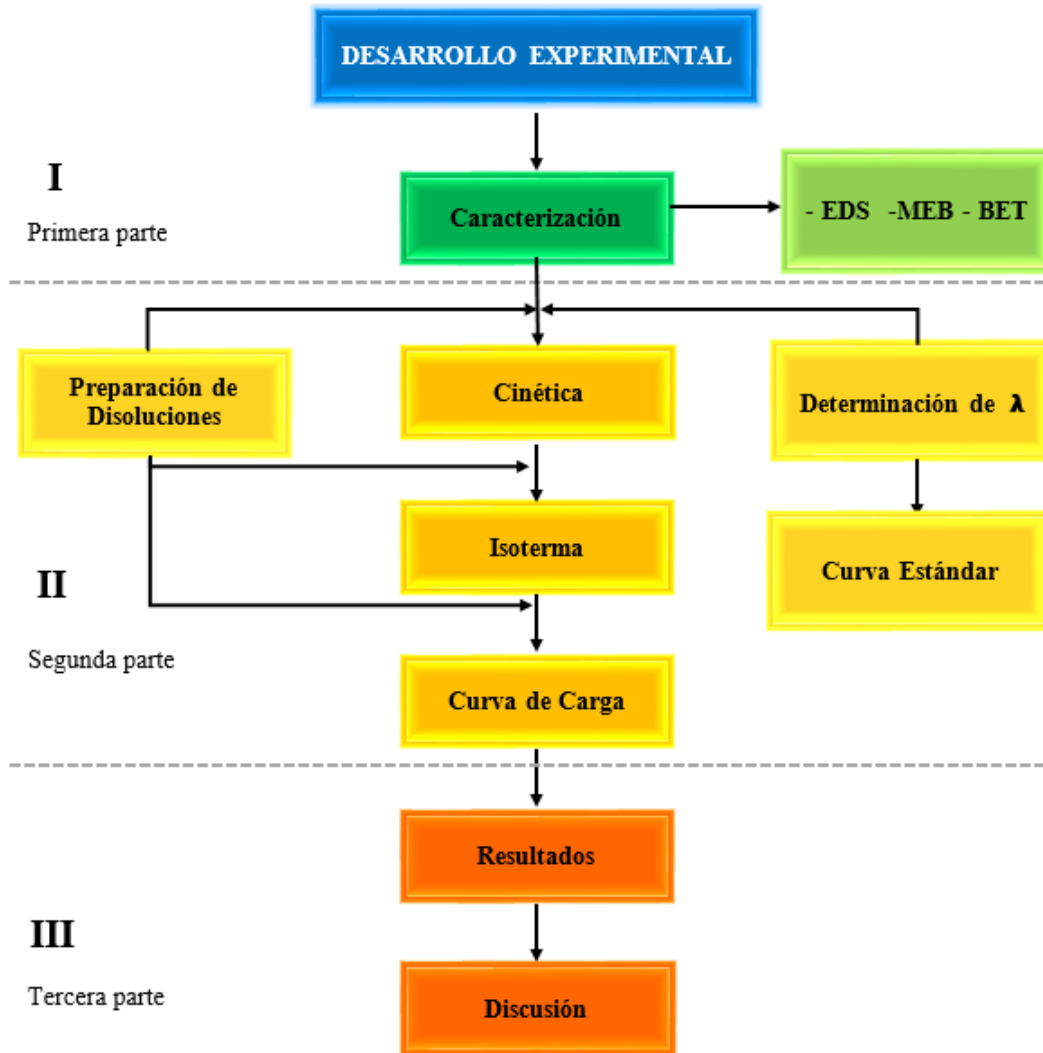 DESARROLLO EXPERIMENTAL
I
Primera parte
Caracterización
- EDS -MEB - BET
Preparación de
Disoluciones
Cinética
Determinación de λ
Isoterma
Curva Estándar
II
Segunda parte
Curva de Carga
Resultados
III
Tercera parte
Discusión